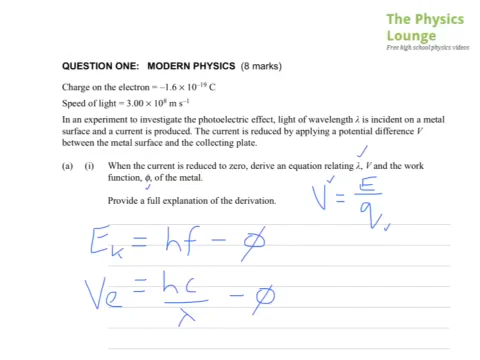 The Physics
Lounge
Free high school physics videos
QUESTION ONE: MODERN PHYSICS (8 marks)
Charge on the electron = –1.6 × 10⁻¹⁹ C
Speed of light = 3.00 × 10⁸ m s⁻¹
In an experiment to investigate the photoelectric effect, light of wavelength λ is incident on a metal
surface and a current is produced. The current is reduced by applying a potential difference V
between the metal surface and the collecting plate.
(a) (i) When the current is reduced to zero, derive an equation relating λ, V and the work
function, ϕ, of the metal.
Provide a full explanation of the derivation.
V = E/q
Eₖ = hf − ϕ
Ve = hc/λ − ϕ